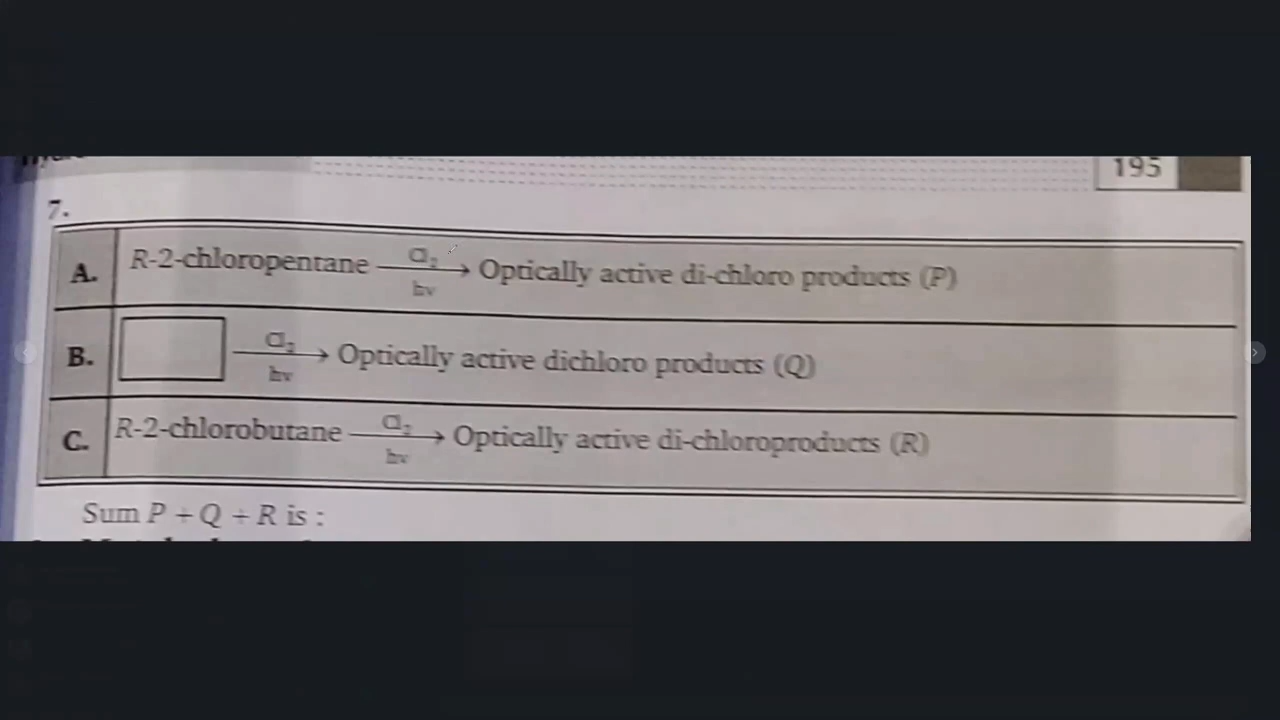 195
7.
A. R-2-chloropentane Cl2 hv → Optically active di-chloro products (P)
B. Cl2 hv → Optically active dichloro products (Q)
C. R-2-chlorobutane Cl2 hv → Optically active di-chloroproducts (R)
Sum P + Q + R is :